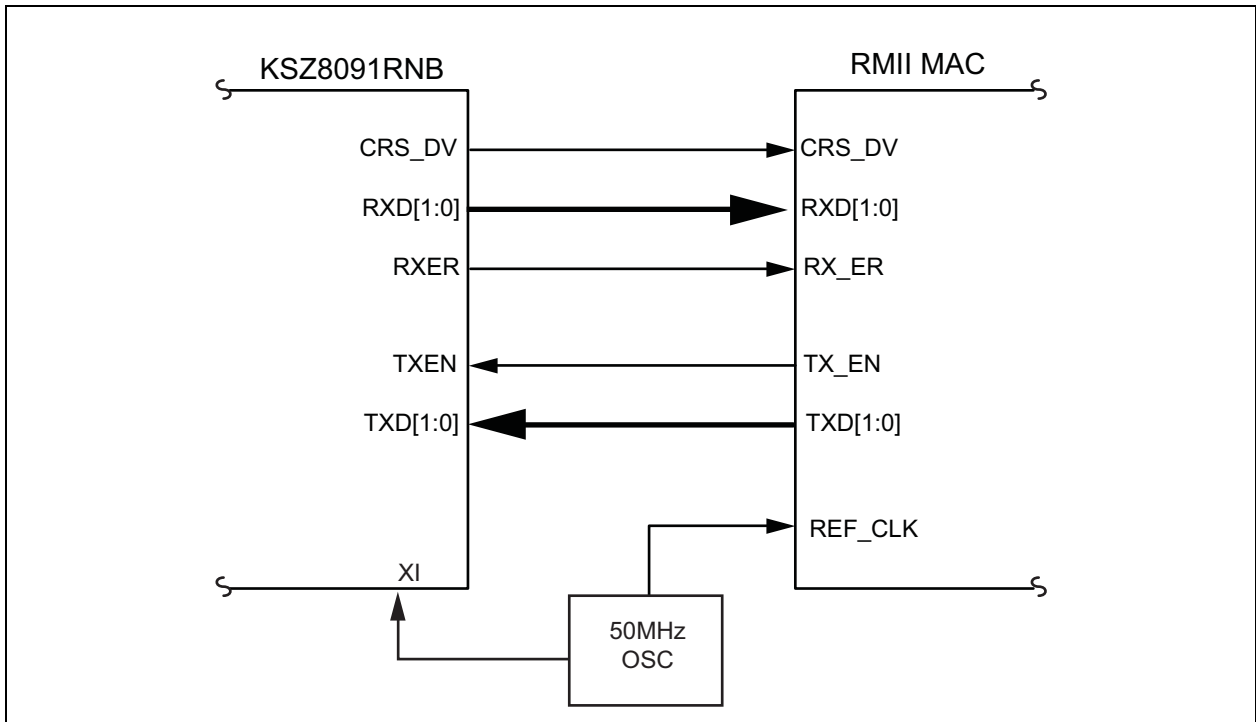 KSZ8091RNB
RMII MAC
CRS_DV
CRS_DV
RXD[1:0]
RXD[1:0]
RXER
RX_ER
TXEN
TX_EN
TXD[1:0]
TXD[1:0]
REF_CLK
XI
50MHz
OSC